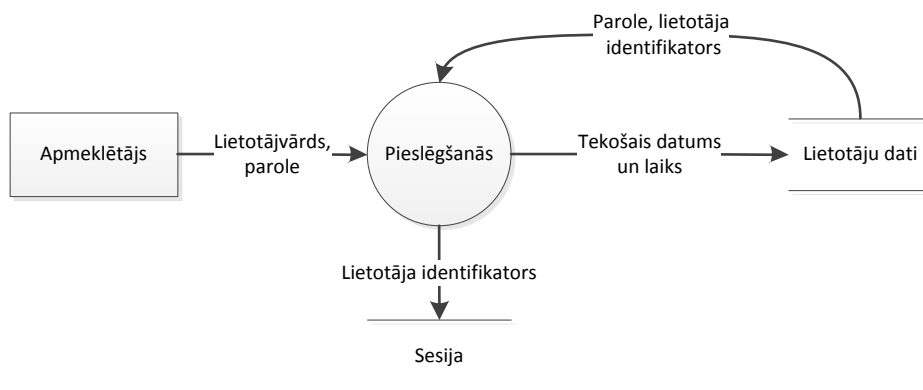 Parole, lietotāja
identifikators
Apmeklētājs
Lietotājvārds,
parole
Pieslēgšanās
Tekošais datums
un laiks
Lietotāju dati
Lietotāja identifikators
Sesija